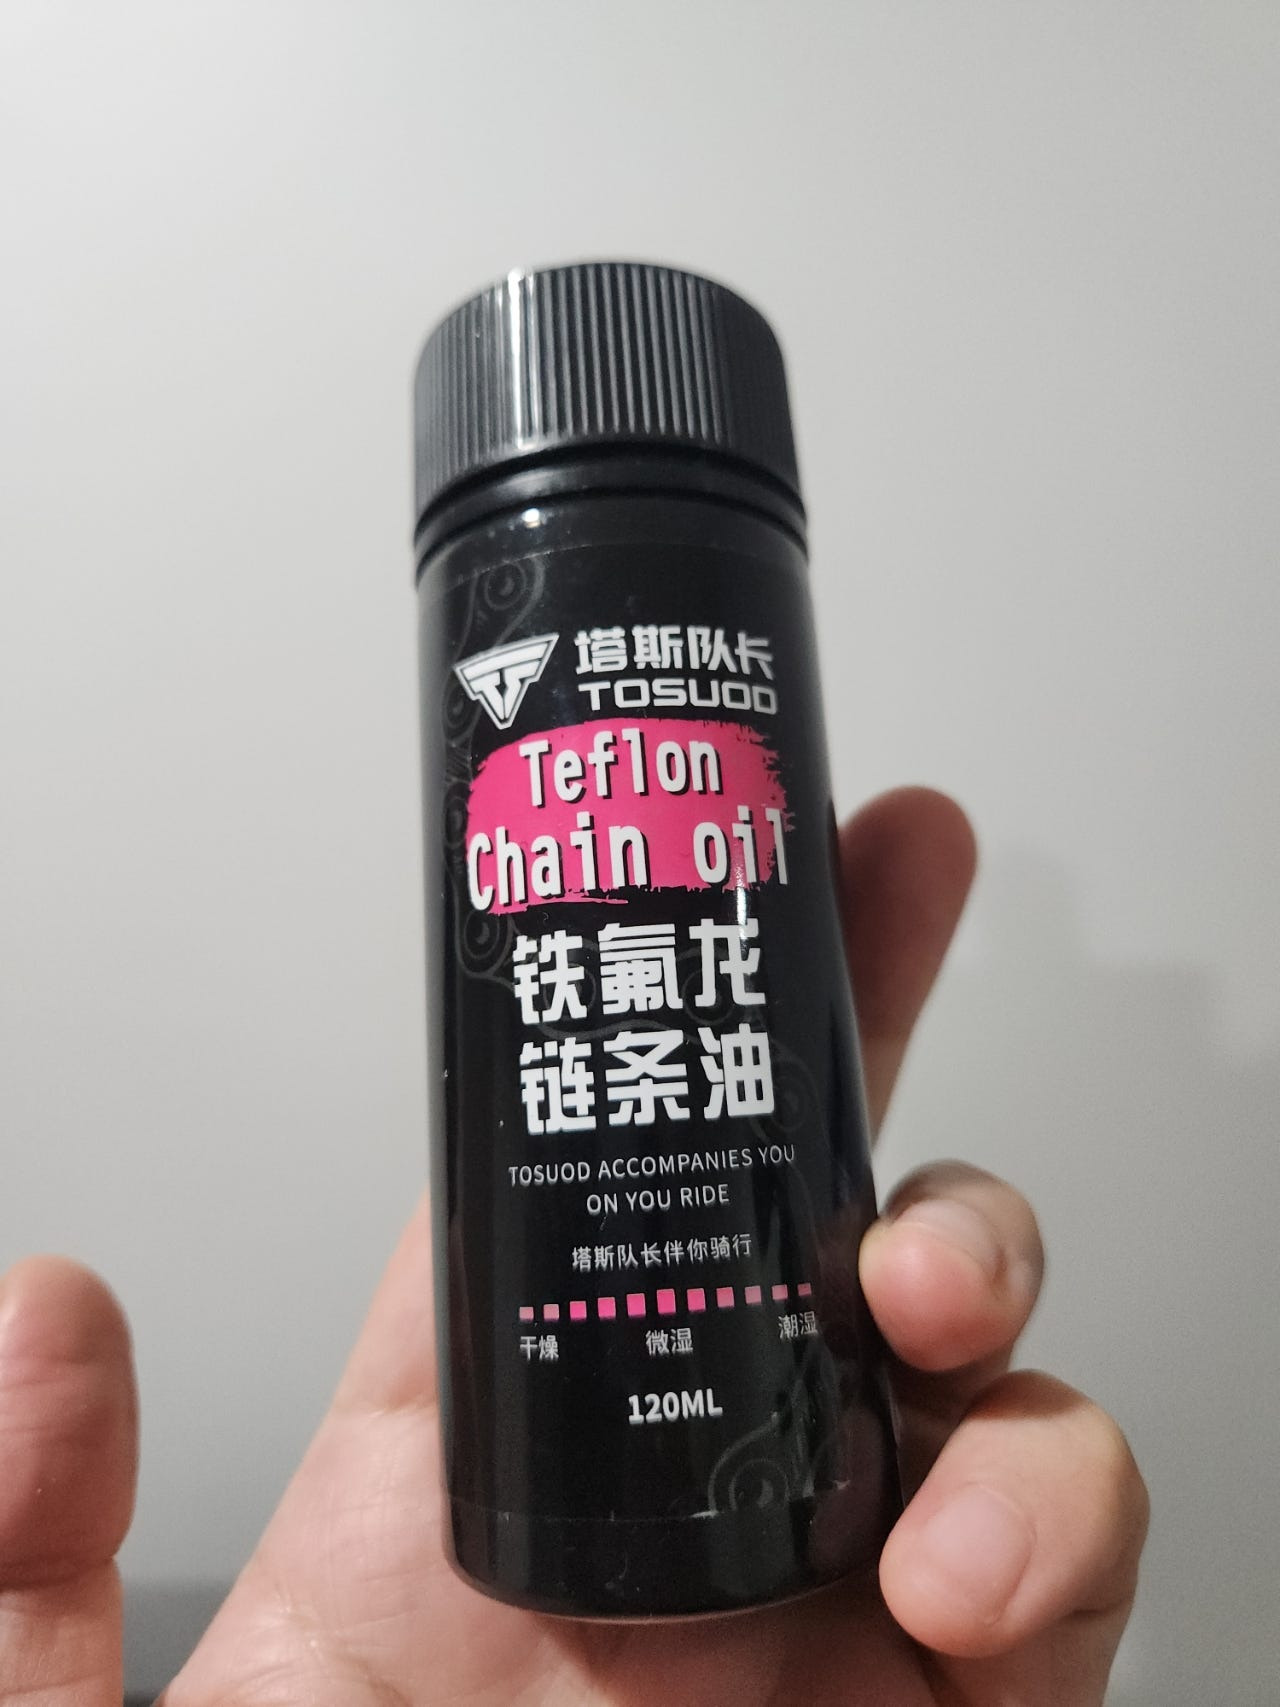 塔斯队长
TOSUOD
Teflon
Chain oil
铁氟龙
链条油
TOSUOD ACCOMPANIES YOU
ON YOU RIDE
塔斯队长伴你骑行
干燥 微湿 潮湿
120ML